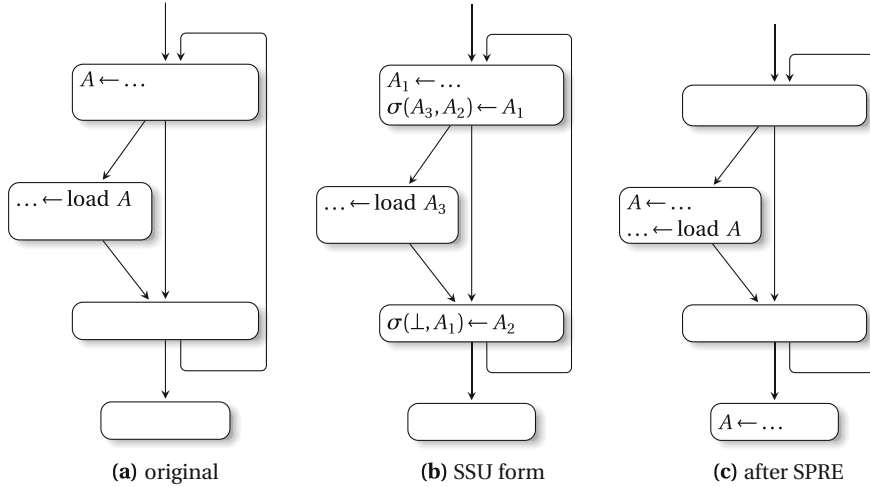 A ← …
… ← load A
(a) original
A₁ ← …
σ(A₃, A₂) ← A₁
… ← load A₃
σ(⊥, A₁) ← A₂
(b) SSU form
A ← …
… ← load A
A ← …
(c) after SPRE